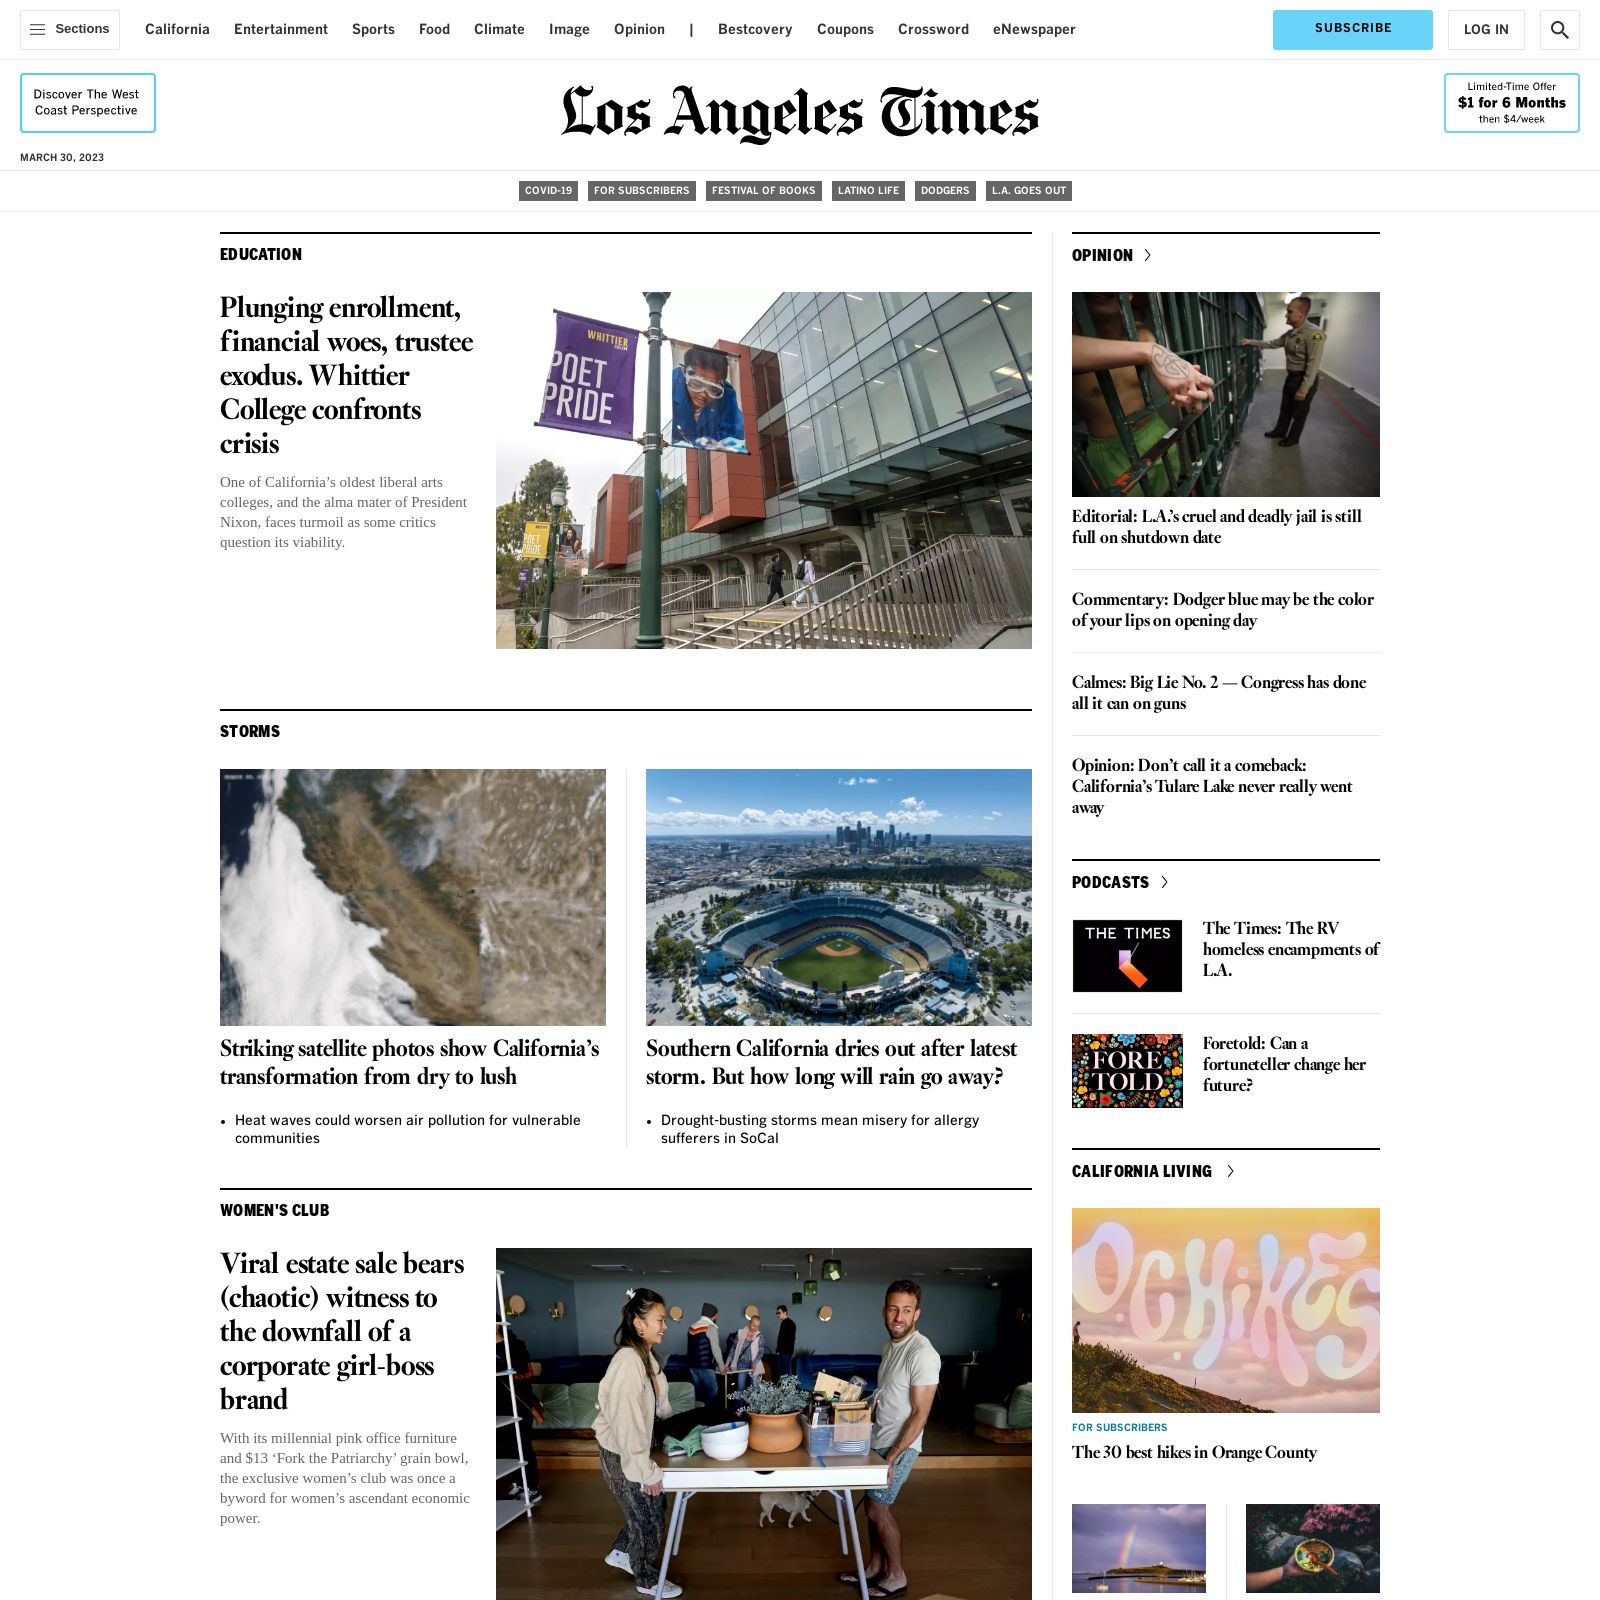 Sections
California
Entertainment
Sports
Food
Climate
Image
Opinion
|
Bestcovery
Coupons
Crossword
eNewspaper
SUBSCRIBE
LOG IN
Discover The West
Coast Perspective
Los Angeles Times
Limited-Time Offer
$1 for 6 Months
then $4/week
MARCH 30, 2023
COVID-19
FOR SUBSCRIBERS
FESTIVAL OF BOOKS
LATINO LIFE
DODGERS
L.A. GOES OUT
EDUCATION
Plunging enrollment,
financial woes, trustee
exodus. Whittier
College confronts
crisis
One of California’s oldest liberal arts
colleges, and the alma mater of President
Nixon, faces turmoil as some critics
question its viability.
WHITTIER
COLLEGE
POET
PRIDE
POET
PRIDE
STORMS
Striking satellite photos show California’s
transformation from dry to lush
• Heat waves could worsen air pollution for vulnerable
communities
Southern California dries out after latest
storm. But how long will rain go away?
• Drought-busting storms mean misery for allergy
sufferers in SoCal
WOMEN'S CLUB
Viral estate sale bears
(chaotic) witness to
the downfall of a
corporate girl-boss
brand
With its millennial pink office furniture
and $13 ‘Fork the Patriarchy’ grain bowl,
the exclusive women’s club was once a
byword for women’s ascendant economic
power.
OPINION
Editorial: L.A.’s cruel and deadly jail is still
full on shutdown date
Commentary: Dodger blue may be the color
of your lips on opening day
Calmes: Big Lie No. 2 — Congress has done
all it can on guns
Opinion: Don’t call it a comeback:
California’s Tulare Lake never really went
away
PODCASTS
THE TIMES
The Times: The RV
homeless encampments of
L.A.
FORE
TOLD
Foretold: Can a
fortuneteller change her
future?
CALIFORNIA LIVING
OC HiKES
FOR SUBSCRIBERS
The 30 best hikes in Orange County